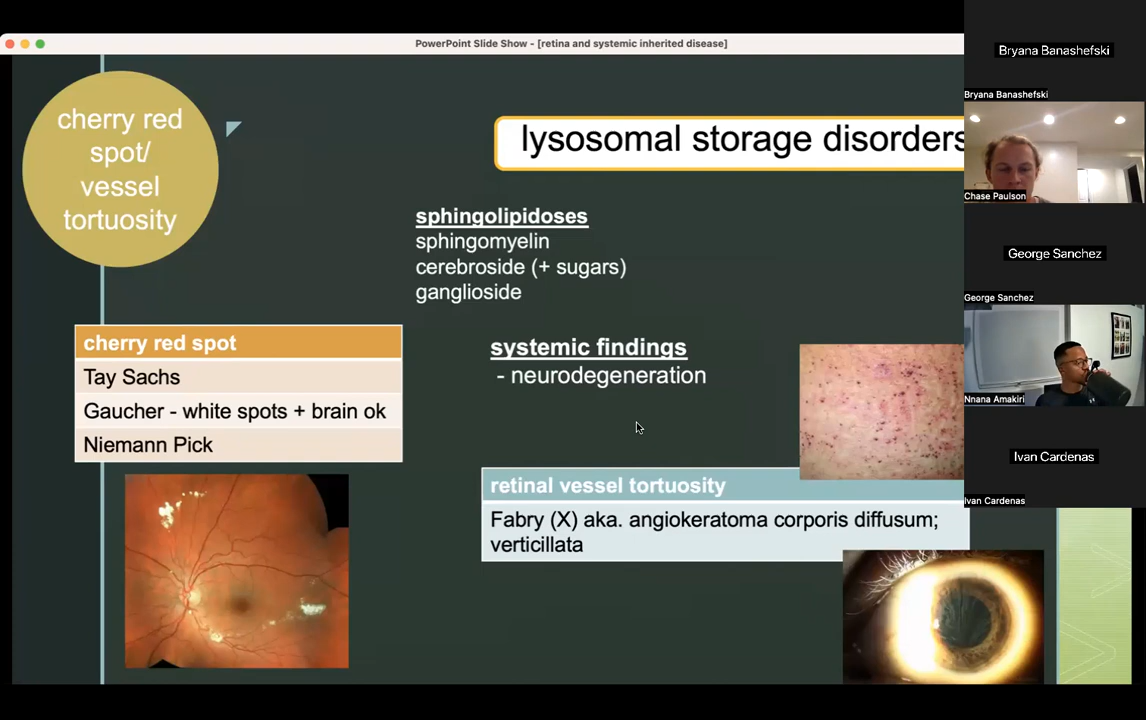 PowerPoint Slide Show - [retina and systemic inherited disease]
cherry red
spot/
vessel
tortuosity
lysosomal storage disorders
sphingolipidoses
sphingomyelin
cerebroside (+ sugars)
ganglioside
cherry red spot
Tay Sachs
Gaucher - white spots + brain ok
Niemann Pick
systemic findings
- neurodegeneration
retinal vessel tortuosity
Fabry (X) aka. angiokeratoma corporis diffusum;
verticillata
Bryana Banashefski
Bryana Banashefski
Chase Paulson
George Sanchez
George Sanchez
Nnana Amakiri
Ivan Cardenas
Ivan Cardenas